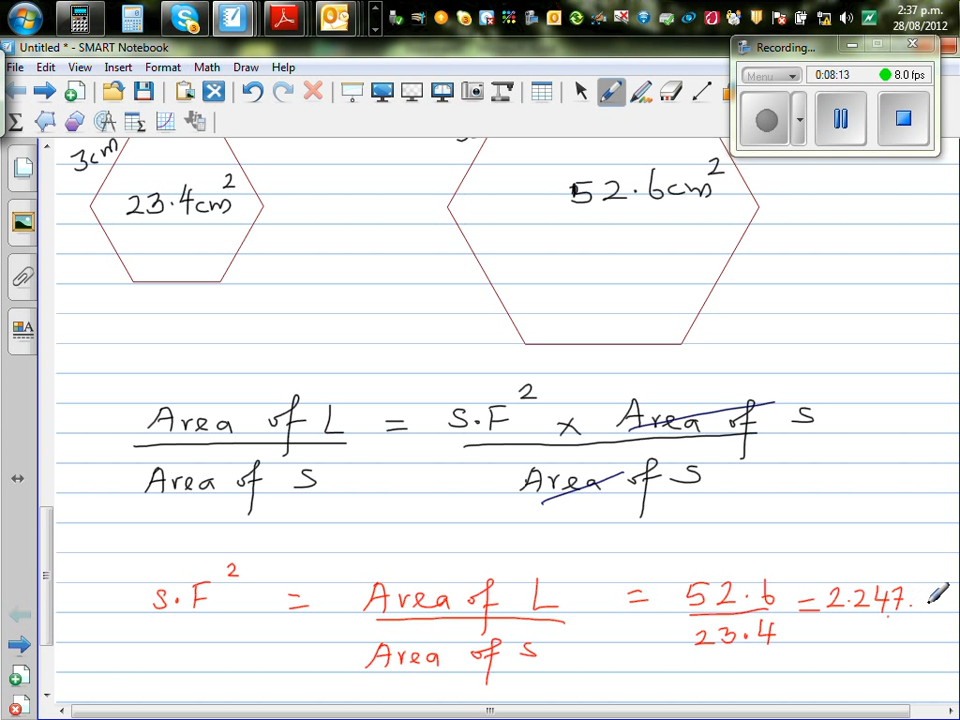 2:37 p.m.
28/08/2012
Untitled * - SMART Notebook
Recording...
File Edit View Insert Format Math Draw Help
Menu 0:08:13 8.0 fps
3cm
23.4cm²
52.6cm²
Area of L = S.F² × Area of S
Area of S Area of S
S.F² = Area of L = 52.6 = 2.247.
Area of S 23.4